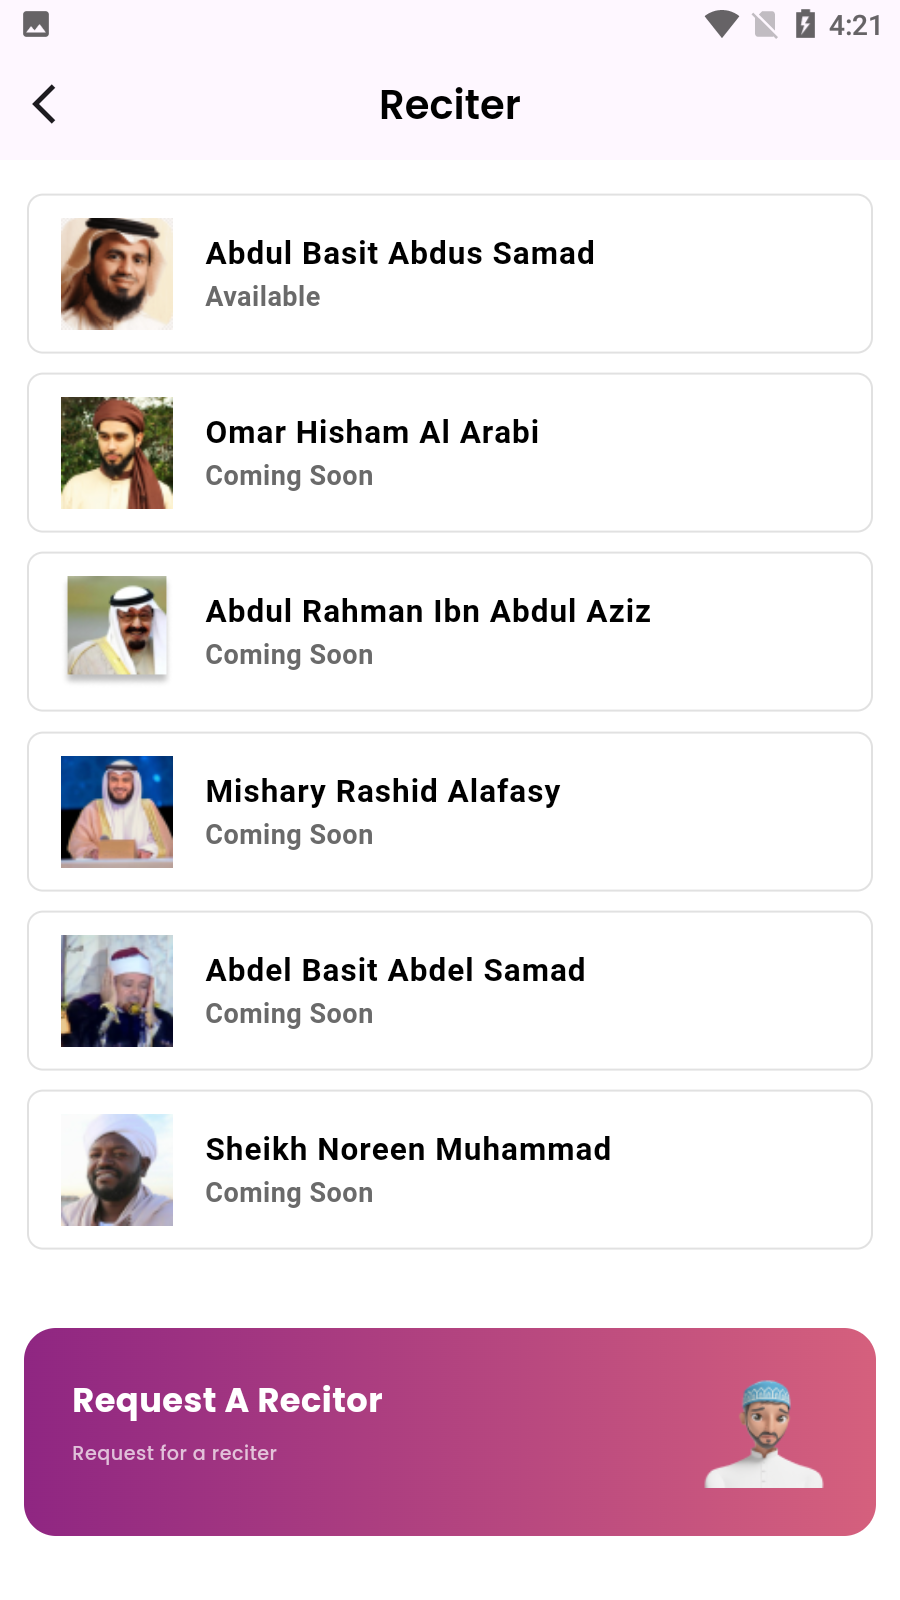 4:21
Reciter
Abdul Basit Abdus Samad
Available
Omar Hisham Al Arabi
Coming Soon
Abdul Rahman Ibn Abdul Aziz
Coming Soon
Mishary Rashid Alafasy
Coming Soon
Abdel Basit Abdel Samad
Coming Soon
Sheikh Noreen Muhammad
Coming Soon
Request A Recitor
Request for a reciter